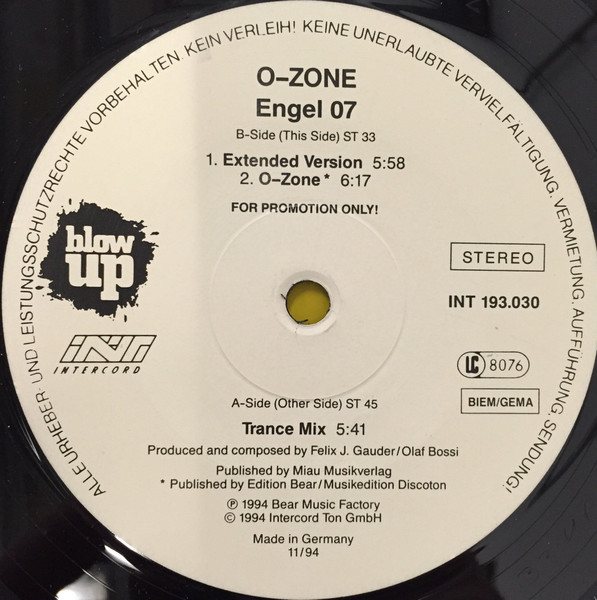 ALLE URHEBER- UND LEISTUNGSSCHUTZRECHTE VORBEHALTEN. KEIN VERLEIH! KEINE UNERLAUBTE VERVIELFÄLTIGUNG, VERMIETUNG, AUFFÜHRUNG, SENDUNG!
O–ZONE
Engel 07
B-Side (This Side) ST 33
1. Extended Version 5:58
2. O–Zone * 6:17
FOR PROMOTION ONLY!
blow
up
STEREO
INT 193.030
INT
INTERCORD
LC 8076
BIEM/GEMA
A-Side (Other Side) ST 45
Trance Mix 5:41
Produced and composed by Felix J. Gauder/Olaf Bossi
Published by Miau Musikverlag
* Published by Edition Bear/Musikedition Discoton
℗ 1994 Bear Music Factory
© 1994 Intercord Ton GmbH
Made in Germany
11/94